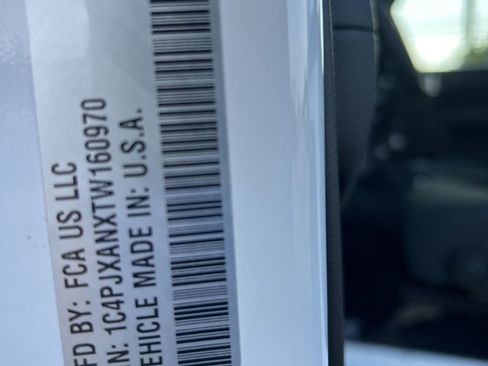 FD BY: FCA US LLC
N: 1C4PJXANXTW160970
EHICLE MADE IN: U.S.A.